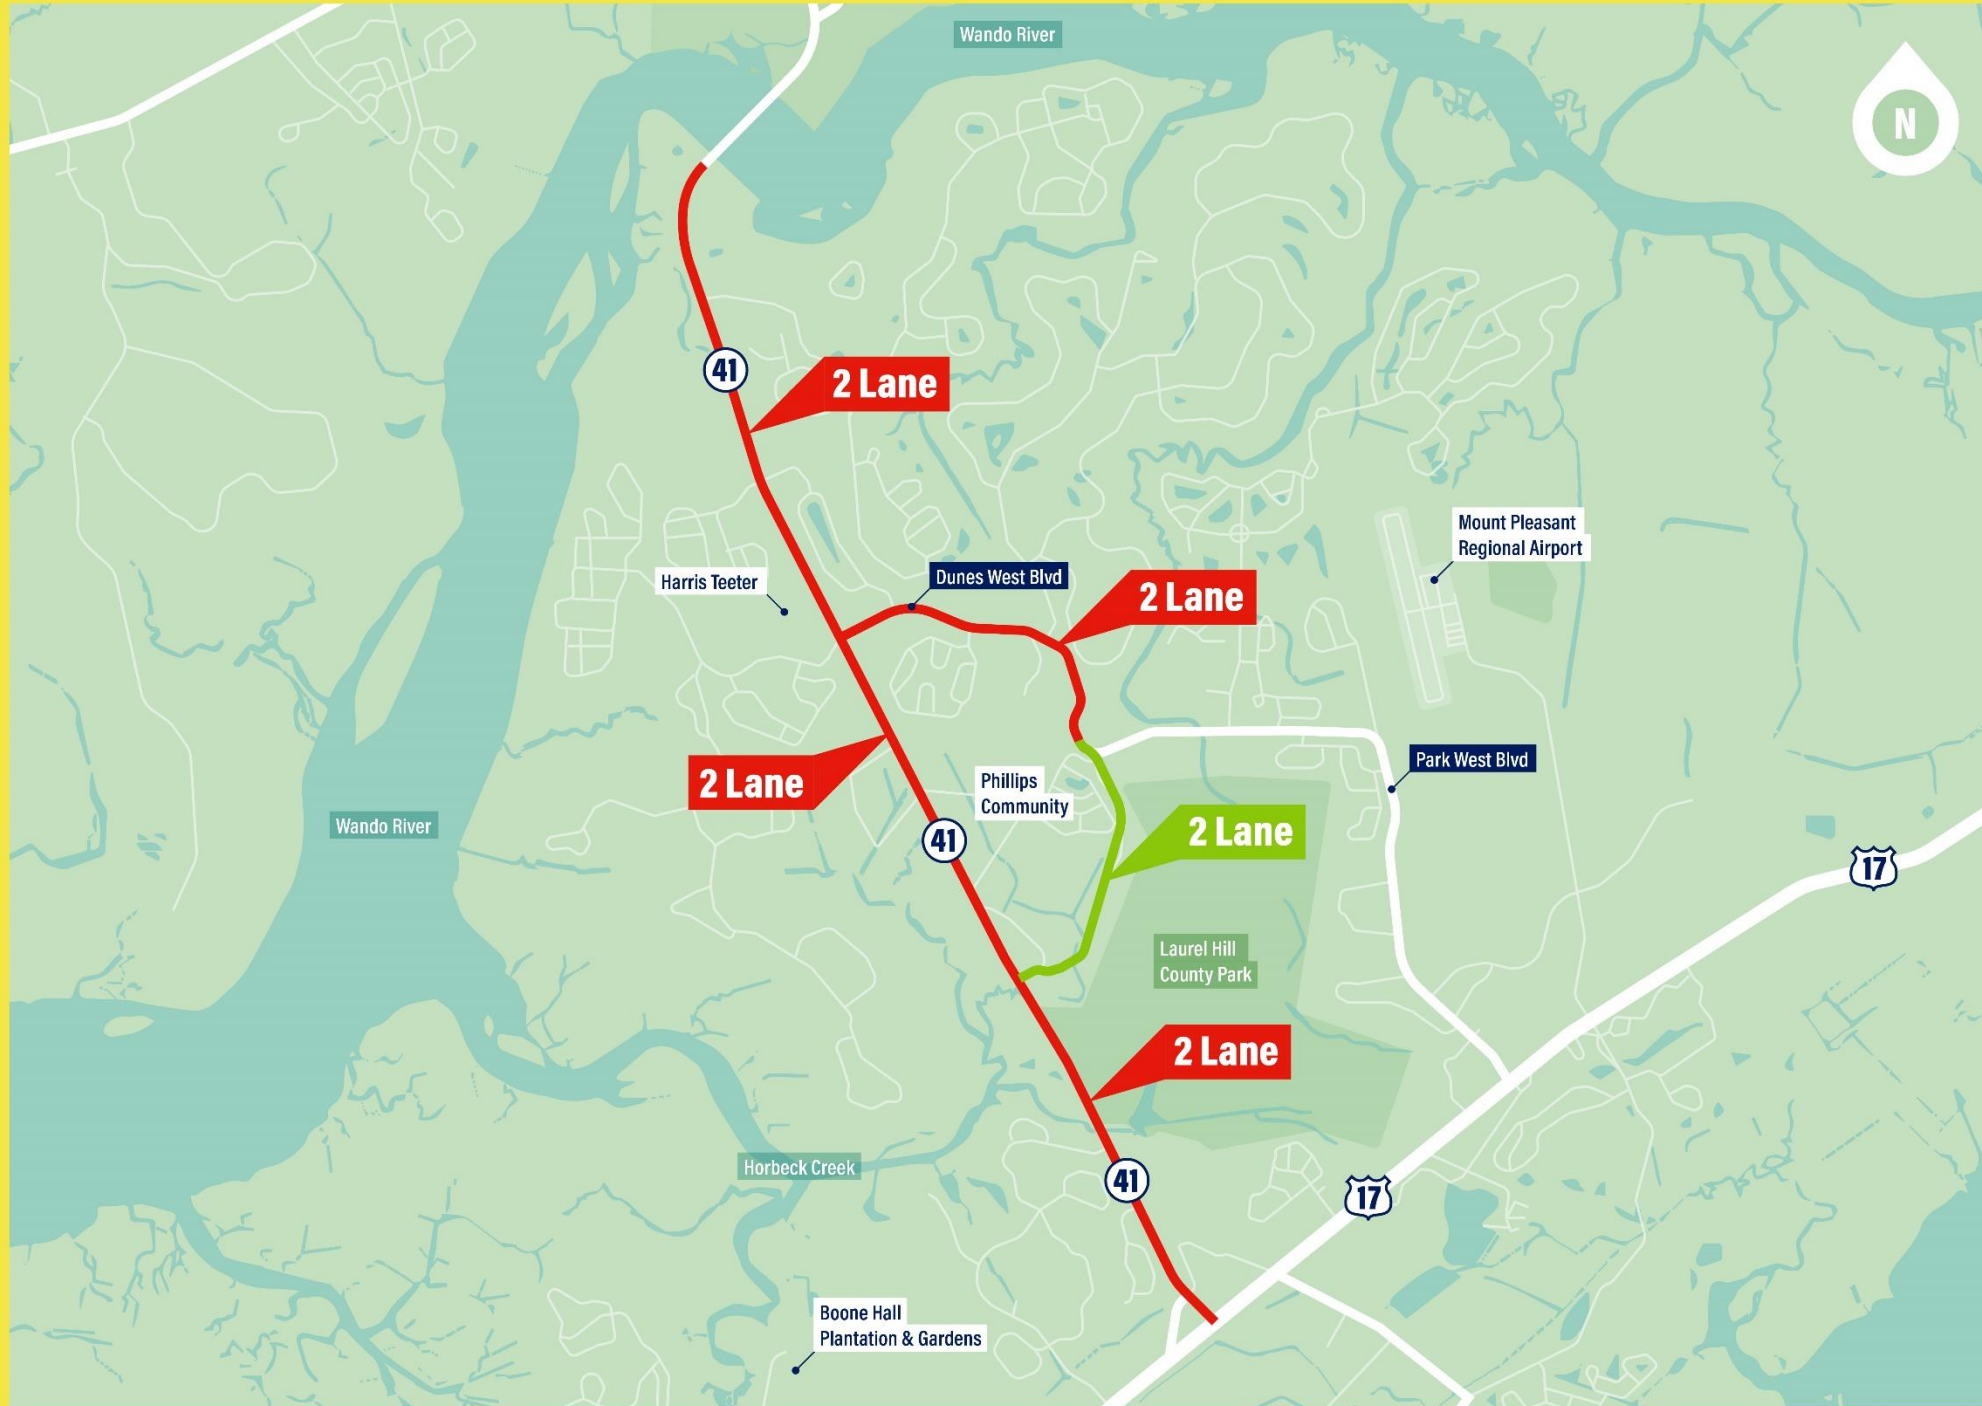 Wando River
N
41
2 Lane
Mount Pleasant
Regional Airport
Harris Teeter
Dunes West Blvd
2 Lane
Park West Blvd
2 Lane
Phillips
Community
Wando River
41
2 Lane
17
Laurel Hill
County Park
2 Lane
Horbeck Creek
41
17
Boone Hall
Plantation & Gardens